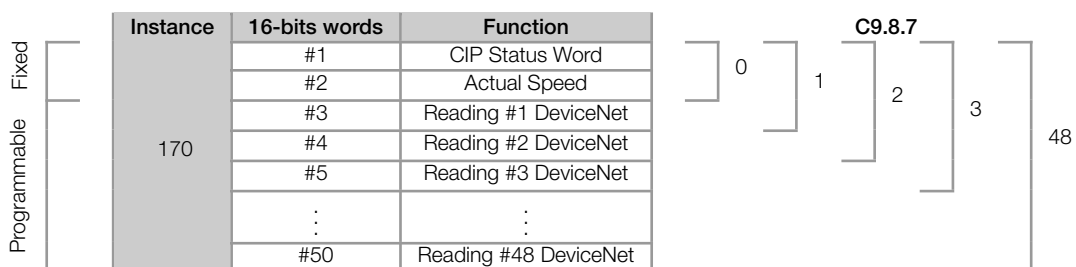 Instance 16-bits words Function C9.8.7
Fixed
#1 CIP Status Word
#2 Actual Speed
0
1
2
3
48
Programmable
170
#3 Reading #1 DeviceNet
#4 Reading #2 DeviceNet
#5 Reading #3 DeviceNet
: :
#50 Reading #48 DeviceNet